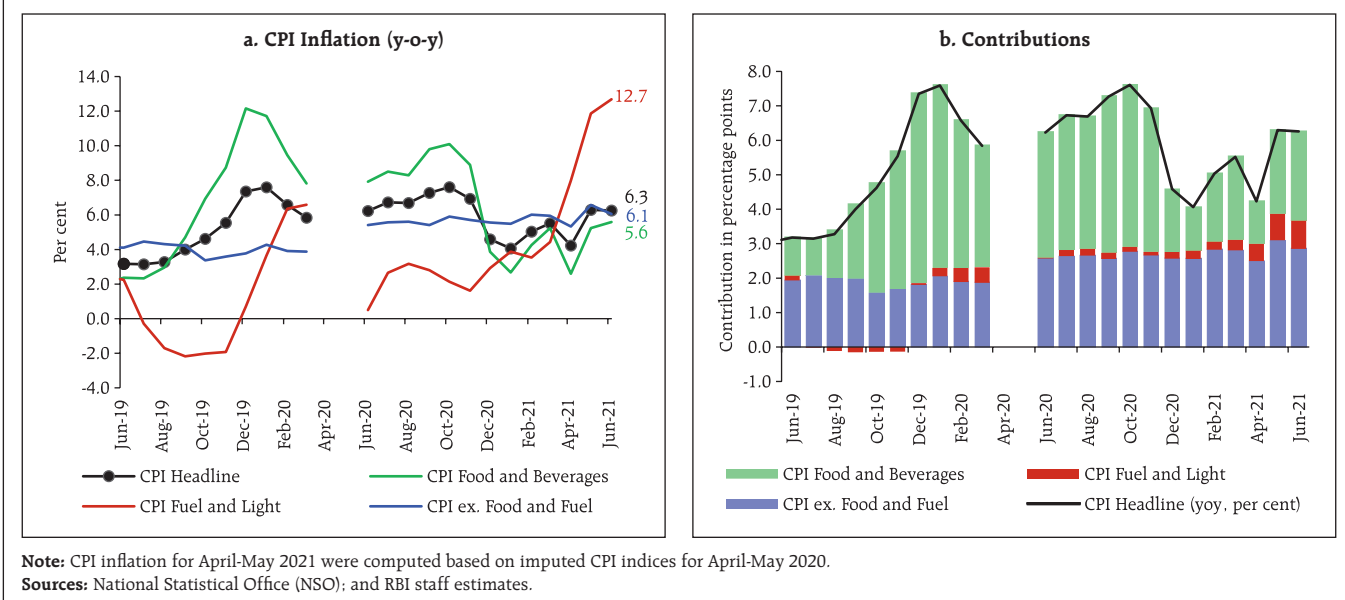 a. CPI Inflation (y-o-y)
Per cent
14.0
12.0
10.0
8.0
6.0
4.0
2.0
0.0
-2.0
-4.0
12.7
6.3
6.1
5.6
Jun-19
Aug-19
Oct-19
Dec-19
Feb-20
Apr-20
Jun-20
Aug-20
Oct-20
Dec-20
Feb-21
Apr-21
Jun-21
CPI Headline
CPI Food and Beverages
CPI Fuel and Light
CPI ex. Food and Fuel
b. Contributions
Contribution in percentage points
8.0
7.0
6.0
5.0
4.0
3.0
2.0
1.0
0.0
-1.0
Jun-19
Aug-19
Oct-19
Dec-19
Feb-20
Apr-20
Jun-20
Aug-20
Oct-20
Dec-20
Feb-21
Apr-21
Jun-21
CPI Food and Beverages
CPI Fuel and Light
CPI ex. Food and Fuel
CPI Headline (yoy, per cent)
Note: CPI inflation for April-May 2021 were computed based on imputed CPI indices for April-May 2020.
Sources: National Statistical Office (NSO); and RBI staff estimates.